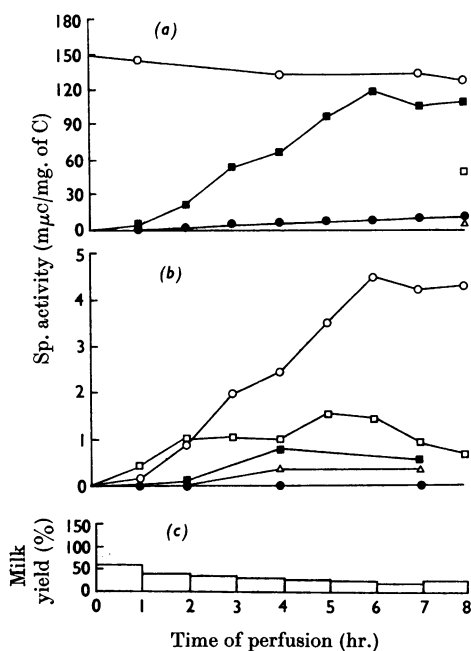 180
(a)
150
120
90
60
30
0
Sp. activity (mμc/mg. of C)
(b)
5
4
3
2
1
0
Milk yield (%)
(c)
150
100
50
0
0 1 2 3 4 5 6 7 8
Time of perfusion (hr.)